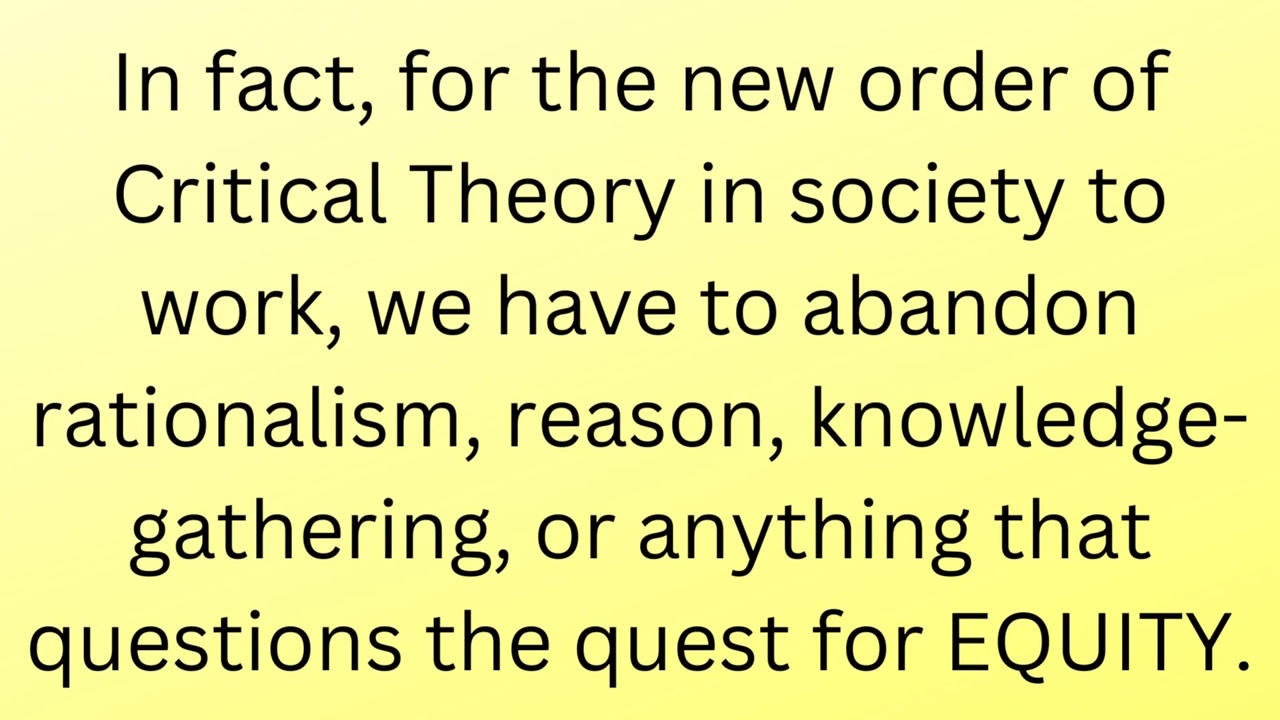 In fact, for the new order of
Critical Theory in society to
work, we have to abandon
rationalism, reason, knowledge-
gathering, or anything that
questions the quest for EQUITY.